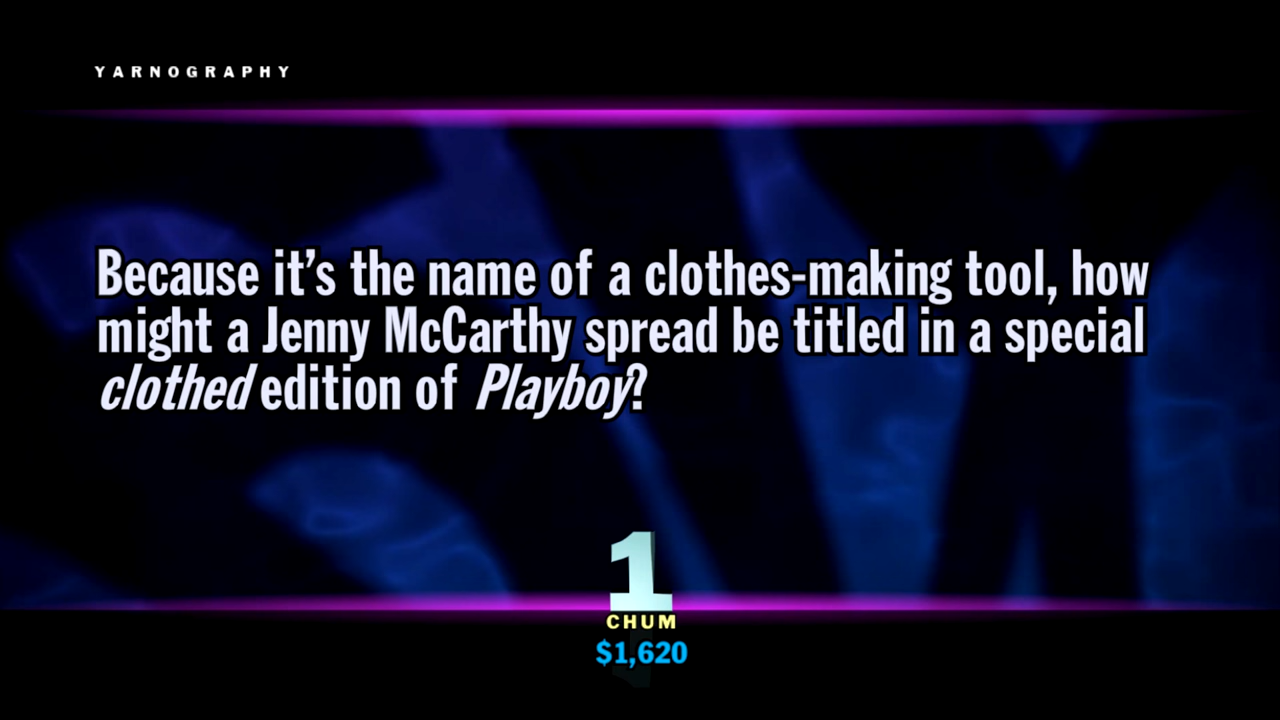 YARNOGRAPHY
Because it's the name of a clothes-making tool, how
might a Jenny McCarthy spread be titled in a special
clothed edition of Playboy?
1
CHUM
$1,620